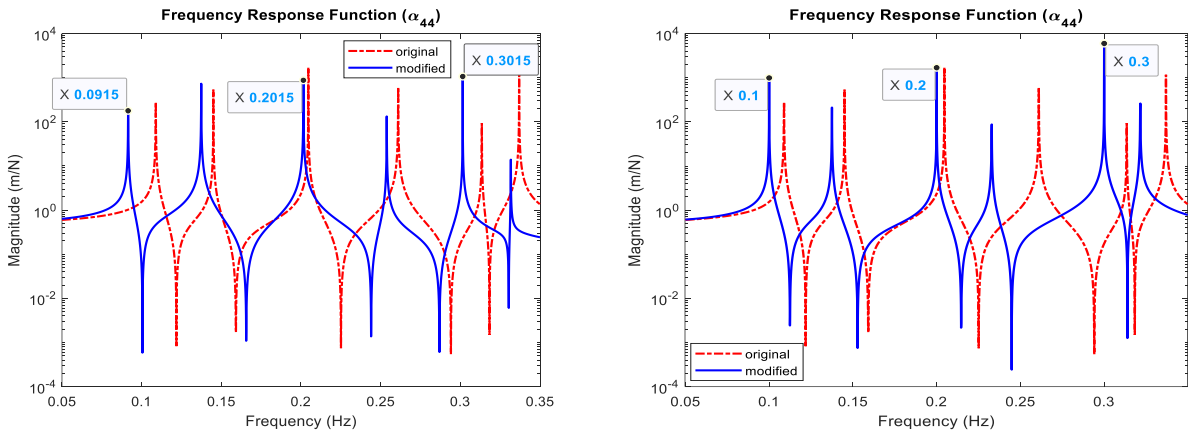 Frequency Response Function (α44)
Magnitude (m/N)
10^4
10^2
10^0
10^-2
10^-4
original
modified
X 0.0915
X 0.2015
X 0.3015
0.05 0.1 0.15 0.2 0.25 0.3 0.35
Frequency (Hz)
Frequency Response Function (α44)
Magnitude (m/N)
10^4
10^2
10^0
10^-2
10^-4
X 0.1
X 0.2
X 0.3
original
modified
0.05 0.1 0.15 0.2 0.25 0.3
Frequency (Hz)